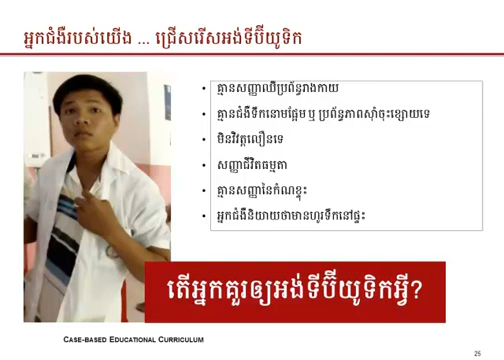 អ្នកជំងឺរបស់យើង ... ជ្រើសរើសអង់ទីប៊ីយូទិក
• គ្មានសញ្ញាឈឺប្រព័ន្ធរាងកាយ
• គ្មានជំងឺទឹកនោមផ្អែម ឬ ប្រព័ន្ធភាពស៊ាំចុះខ្សោយទេ
• មិនវិវត្តលឿនទេ
• សញ្ញាជីវិតធម្មតា
• គ្មានសញ្ញានៃកំណខ្ទុះ
• អ្នកជំងឺនិយាយថាមានហូរទឹកនៅផ្ទះ
តើអ្នកគួរឲ្យអង់ទីប៊ីយូទិកអ្វី?
CASE-BASED EDUCATIONAL CURRICULUM
25